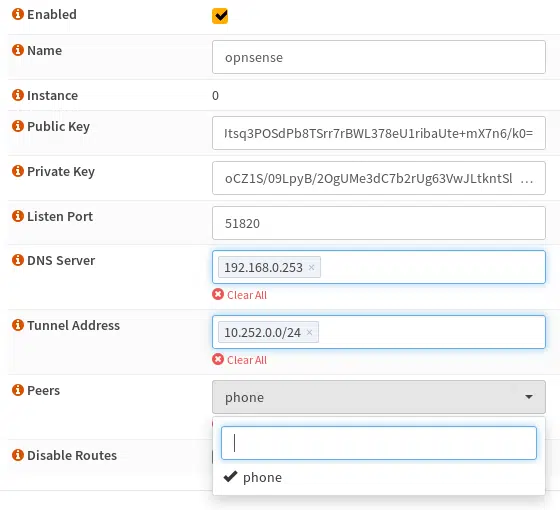 Enabled
Name
opnsense
Instance
0
Public Key
Itsq3POSdPb8TSrr7rBWL378eU1ribaUte+mX7n6/k0=
Private Key
oCZ1S/09LpyB/2OgUMe3dC7b2rUg63VwJLtkntSl ...
Listen Port
51820
DNS Server
192.168.0.253 ×
Clear All
Tunnel Address
10.252.0.0/24 ×
Clear All
Peers
phone
phone
Disable Routes